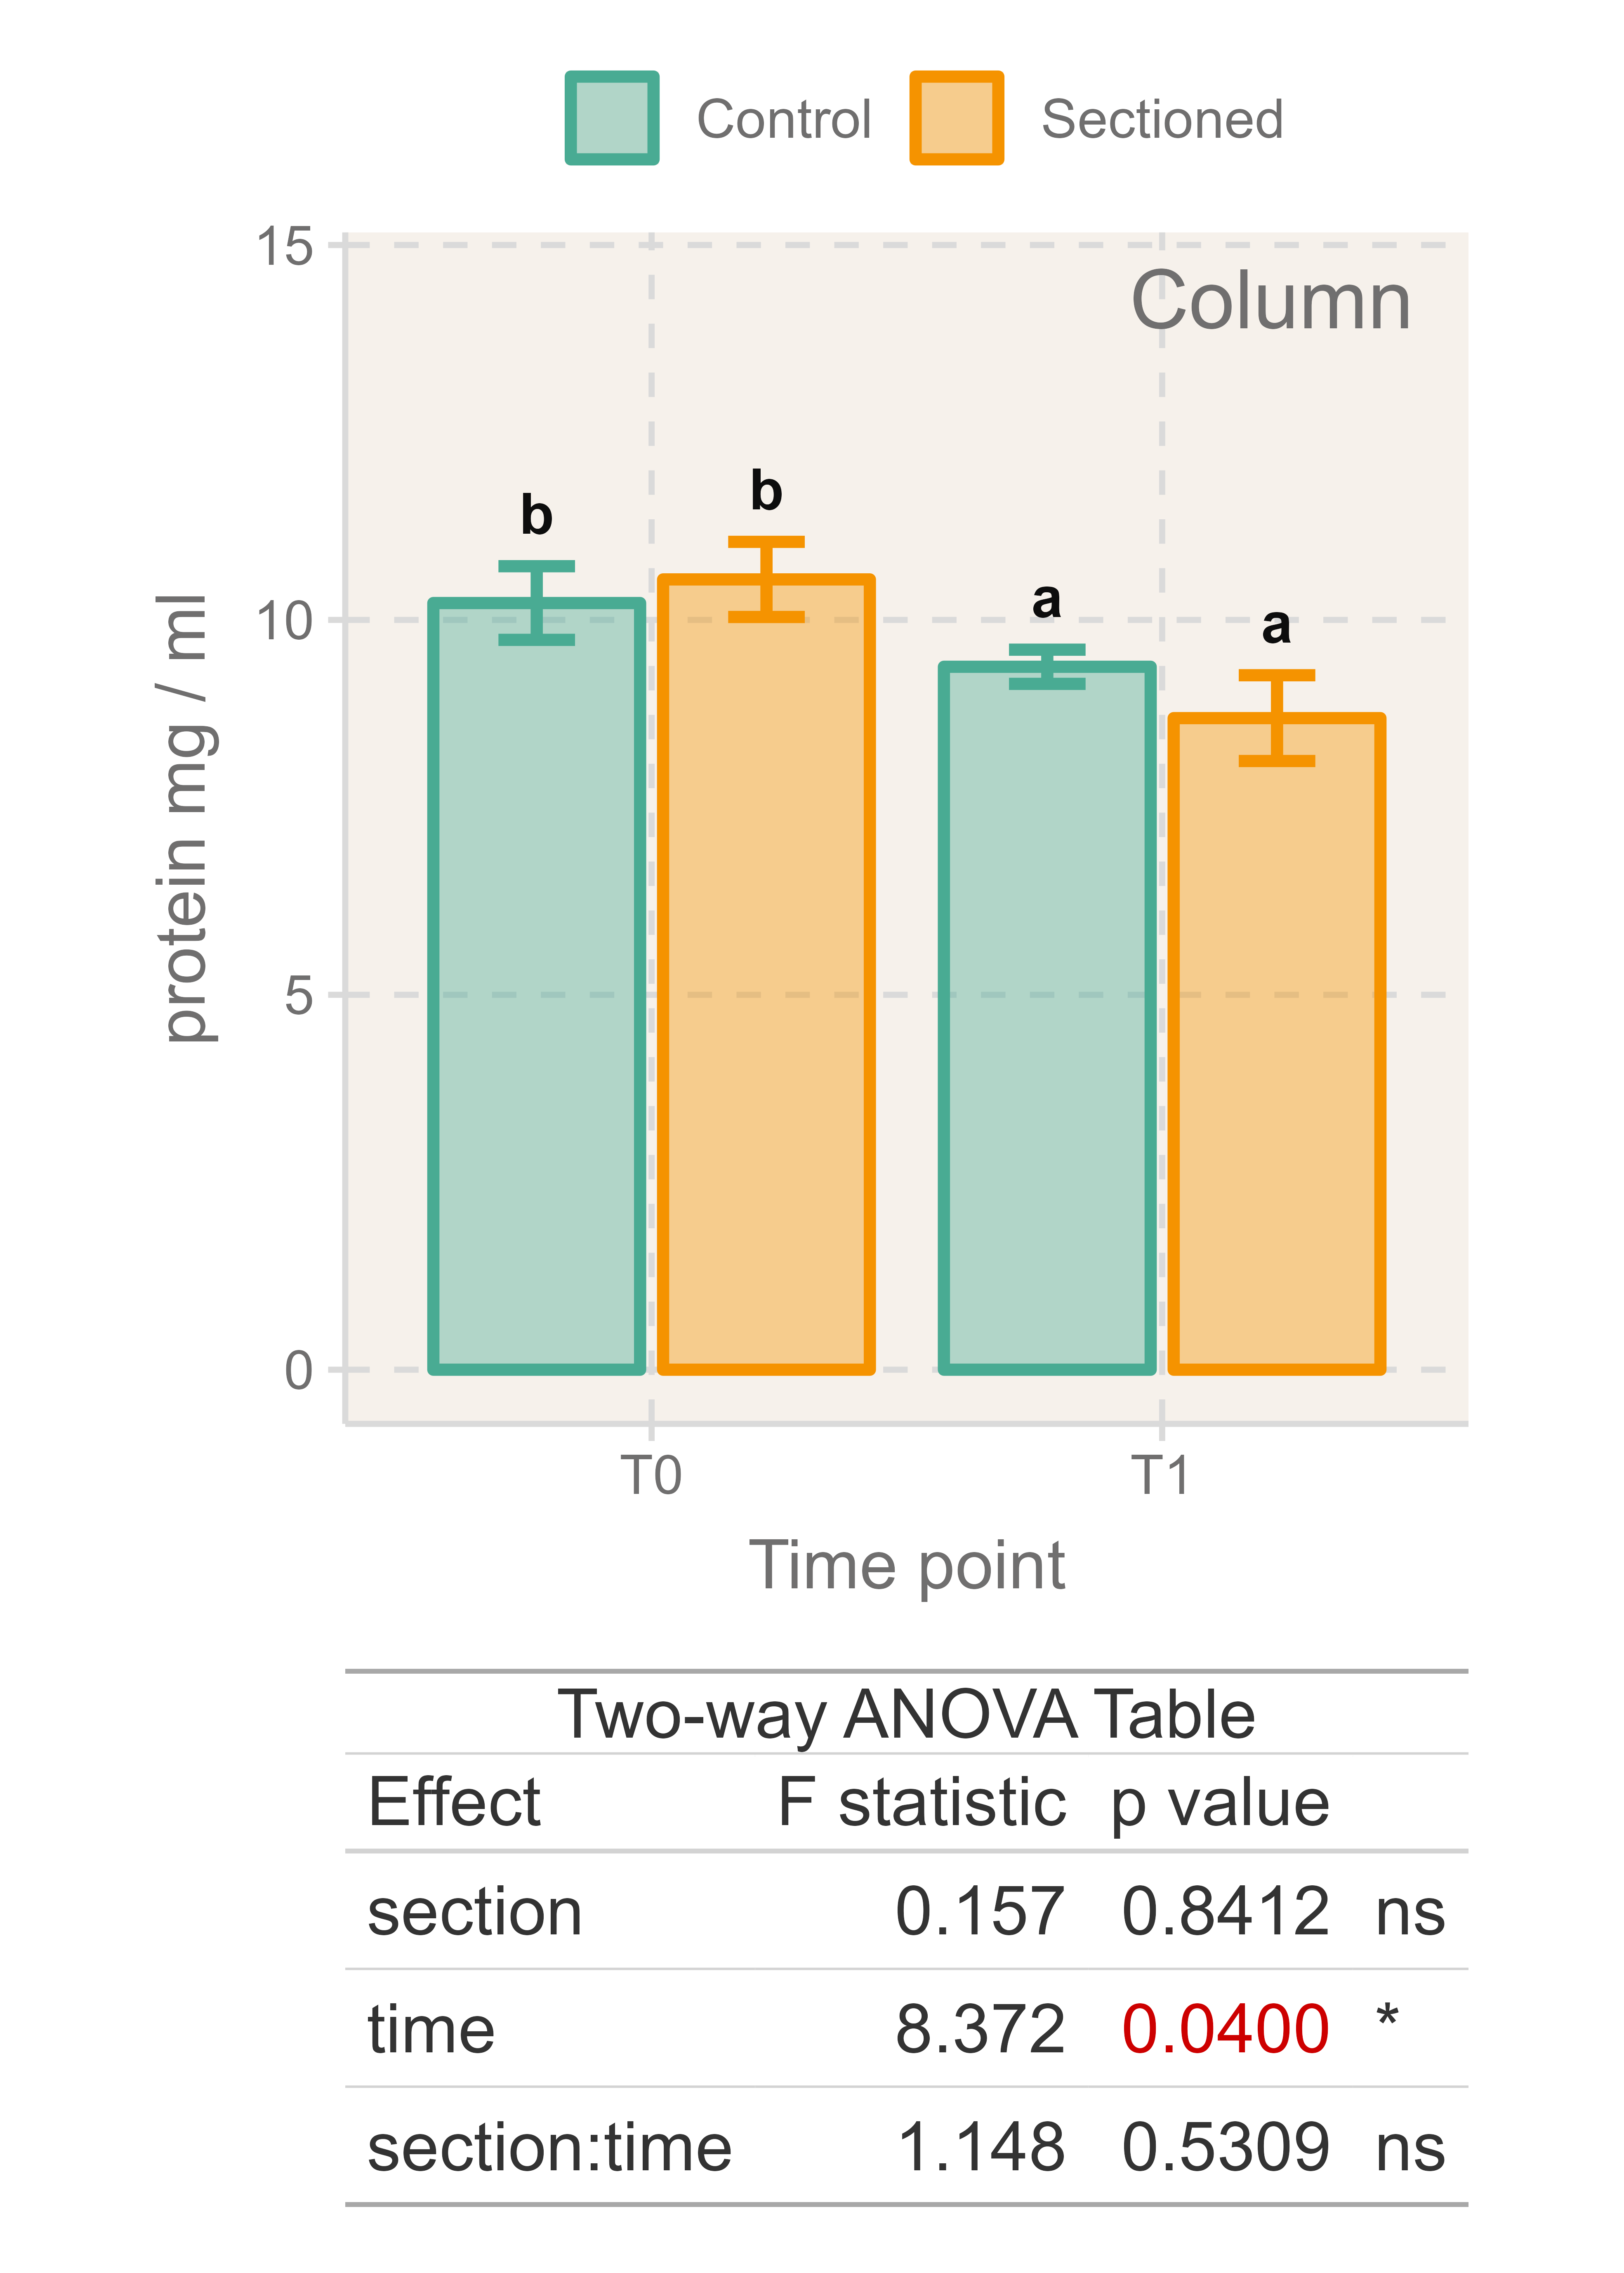 Control Sectioned
15
Column
b
b
10
a
a
5
0
protein mg / ml
T0 T1
Time point
Two-way ANOVA Table
Effect F statistic p value
section 0.157 0.8412 ns
time 8.372 0.0400 *
section:time 1.148 0.5309 ns